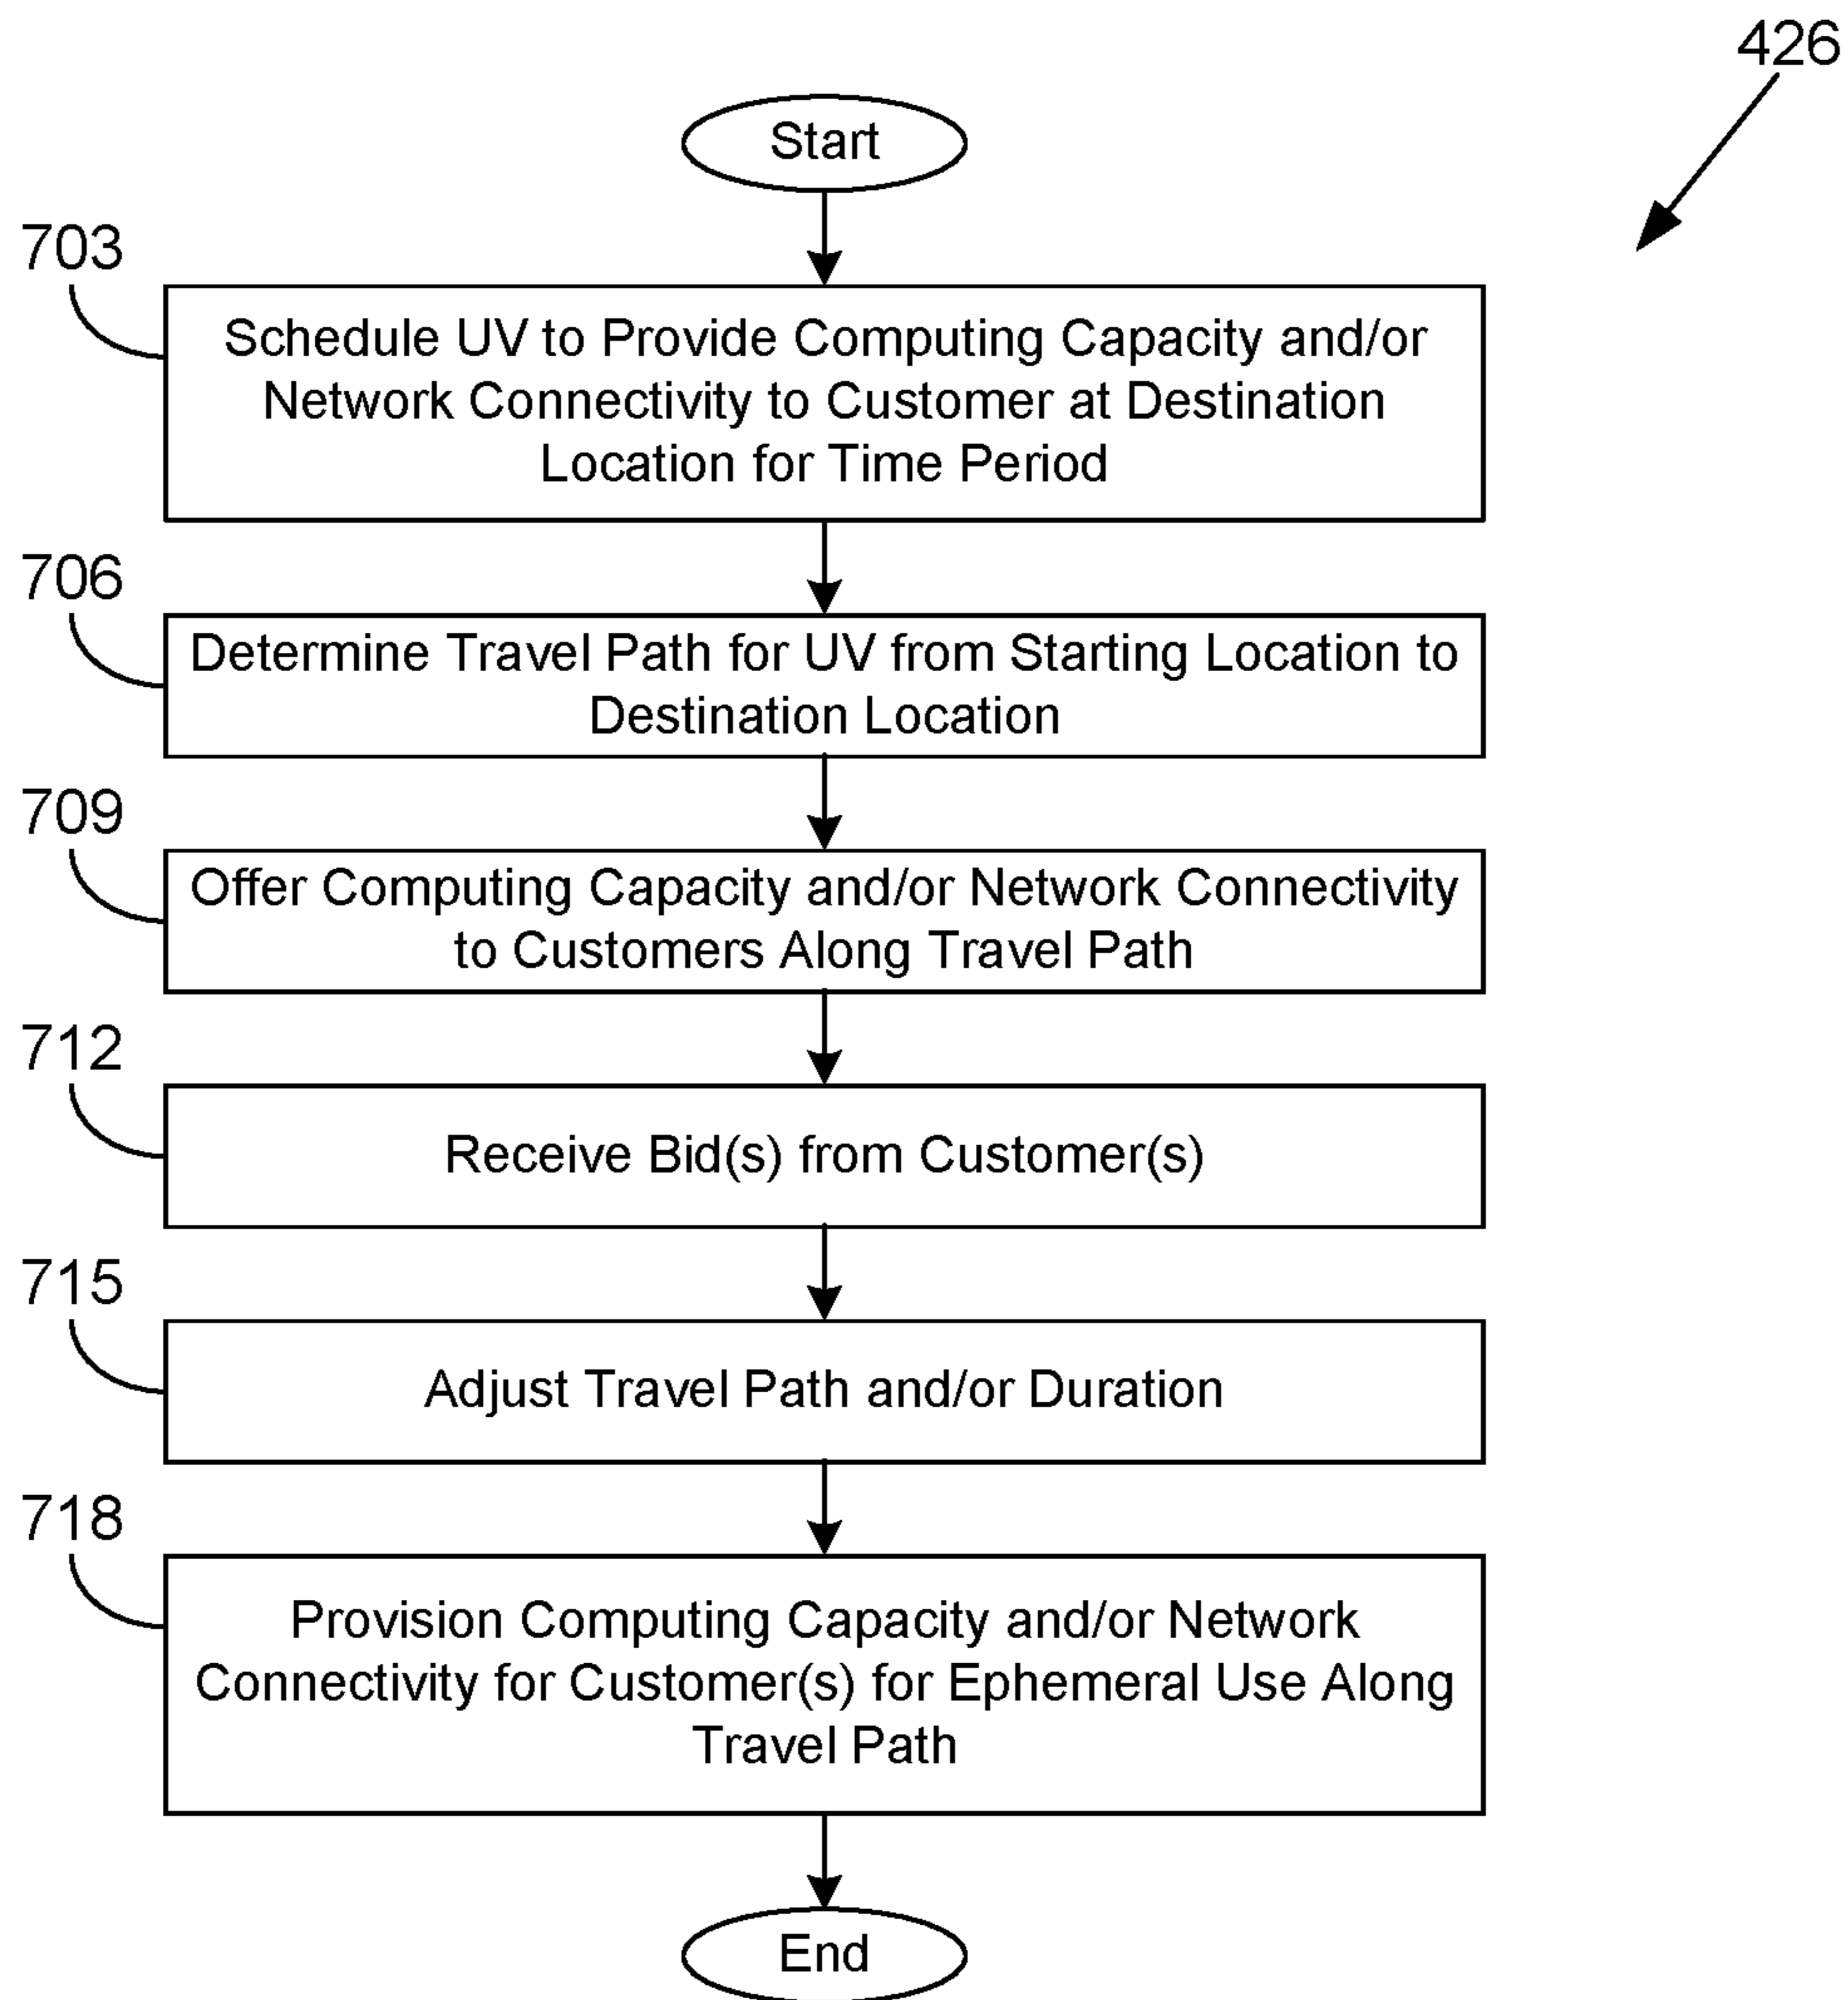 426
Start
703
Schedule UV to Provide Computing Capacity and/or
Network Connectivity to Customer at Destination
Location for Time Period
706
Determine Travel Path for UV from Starting Location to
Destination Location
709
Offer Computing Capacity and/or Network Connectivity
to Customers Along Travel Path
712
Receive Bid(s) from Customer(s)
715
Adjust Travel Path and/or Duration
718
Provision Computing Capacity and/or Network
Connectivity for Customer(s) for Ephemeral Use Along
Travel Path
End